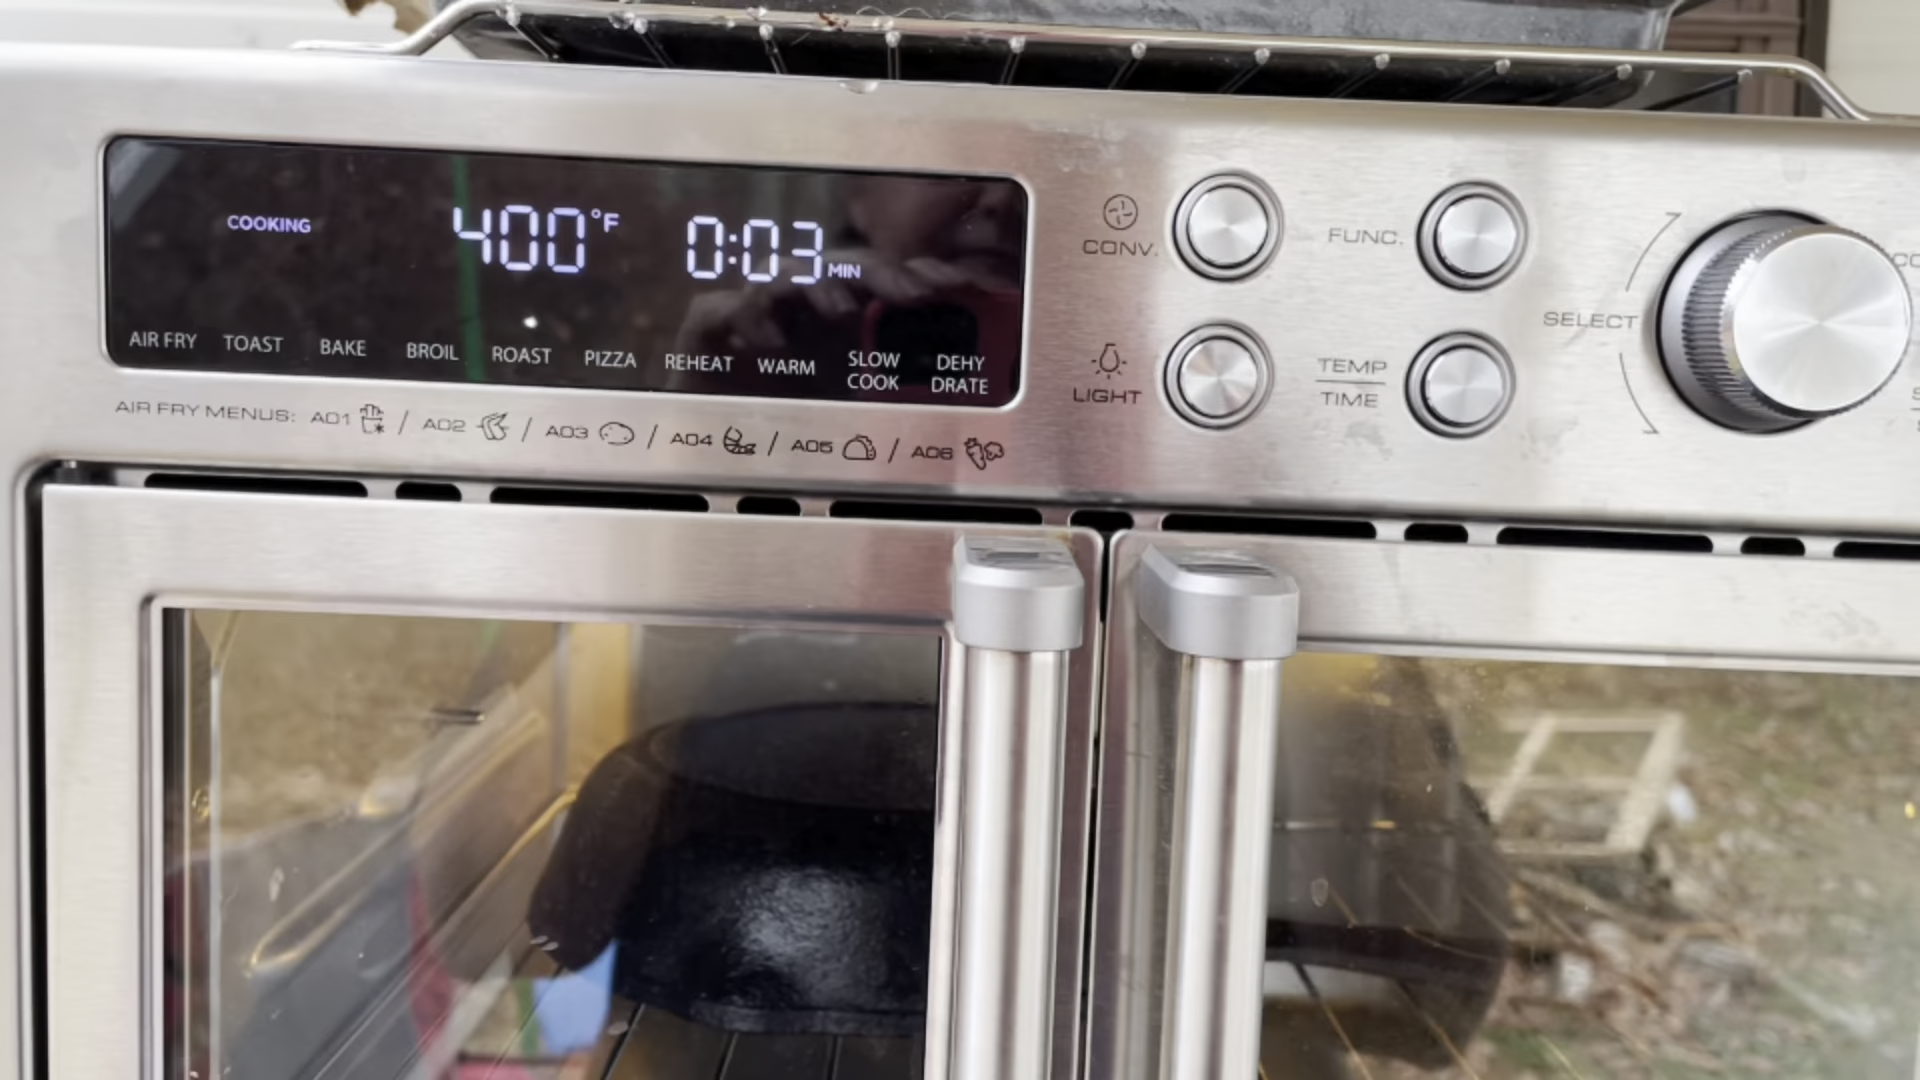 COOKING 400°F 0:03 MIN
AIR FRY TOAST BAKE BROIL ROAST PIZZA REHEAT WARM SLOW COOK DEHY DRATE
AIR FRY MENUS: A01 / A02 / A03 / A04 / A05 / A06
CONV.
FUNC.
LIGHT
TEMP
TIME
SELECT